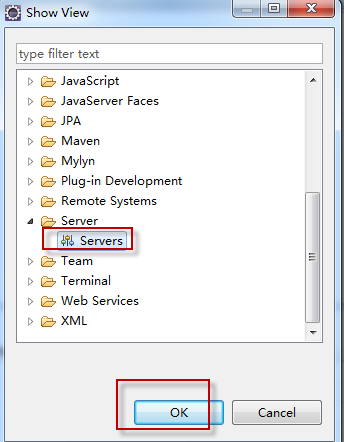 Show View
type filter text
JavaScript
JavaServer Faces
JPA
Maven
Mylyn
Plug-in Development
Remote Systems
Server
Servers
Team
Terminal
Web Services
XML
OK Cancel